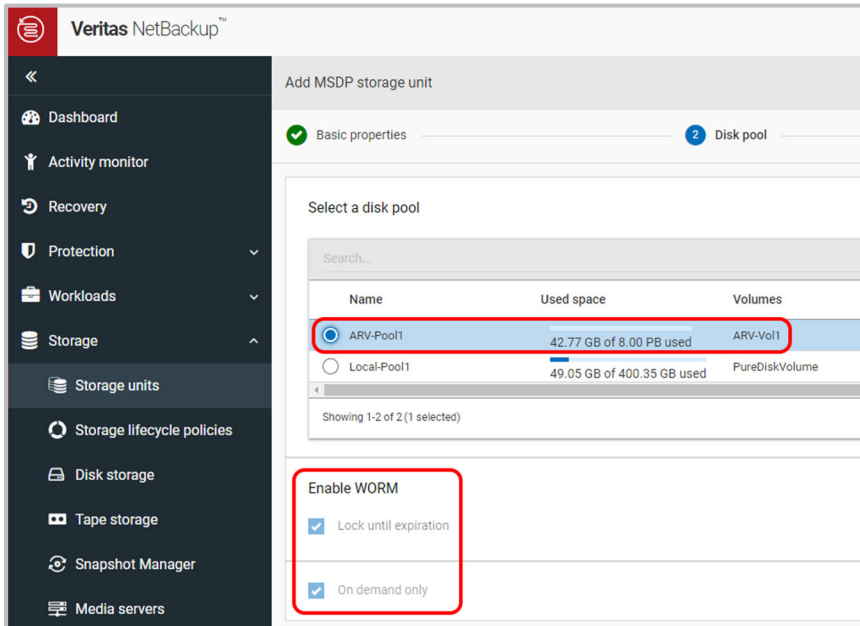 Veritas NetBackup™
Add MSDP storage unit
Dashboard
Activity monitor
Recovery
Protection
Workloads
Storage
Storage units
Storage lifecycle policies
Disk storage
Tape storage
Snapshot Manager
Media servers
Basic properties
2 Disk pool
Select a disk pool
Search...
Name Used space Volumes
ARV-Pool1 42.77 GB of 8.00 PB used ARV-Vol1
Local-Pool1 49.05 GB of 400.35 GB used PureDiskVolume
Showing 1-2 of 2 (1 selected)
Enable WORM
Lock until expiration
On demand only